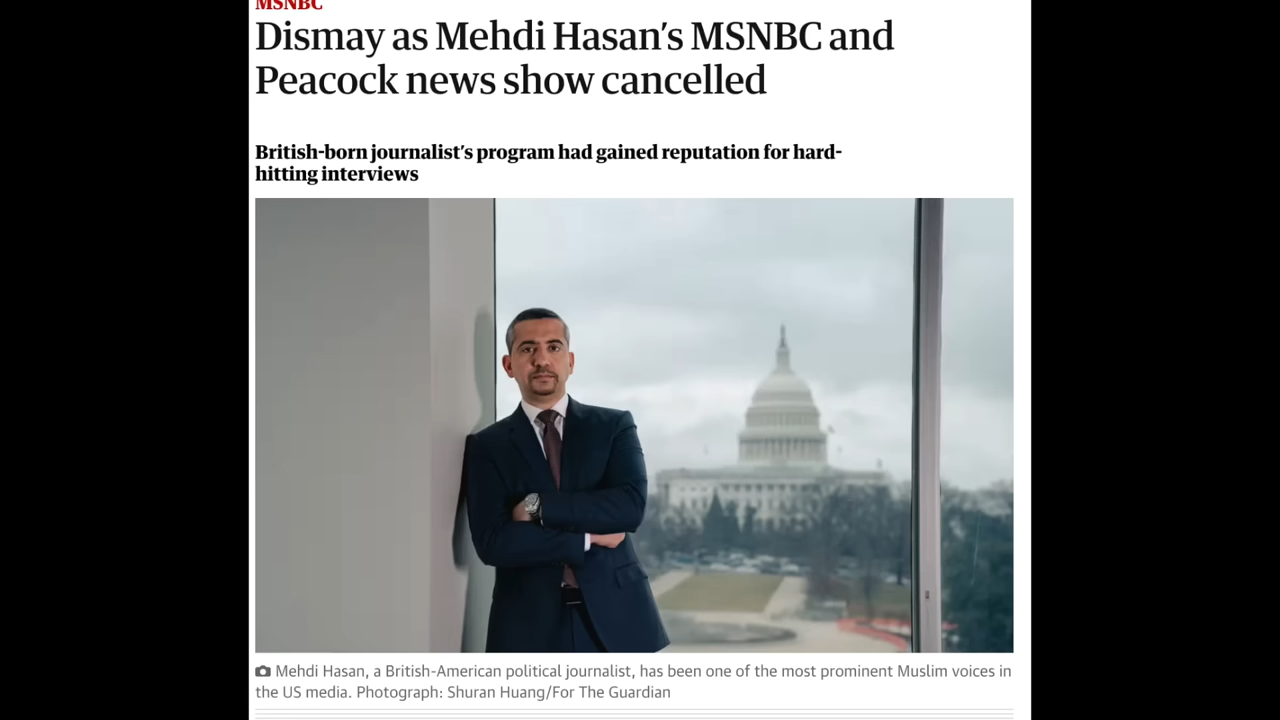 MSNBC
Dismay as Mehdi Hasan’s MSNBC and
Peacock news show cancelled
British-born journalist’s program had gained reputation for hard-
hitting interviews
Mehdi Hasan, a British-American political journalist, has been one of the most prominent Muslim voices in
the US media. Photograph: Shuran Huang/For The Guardian